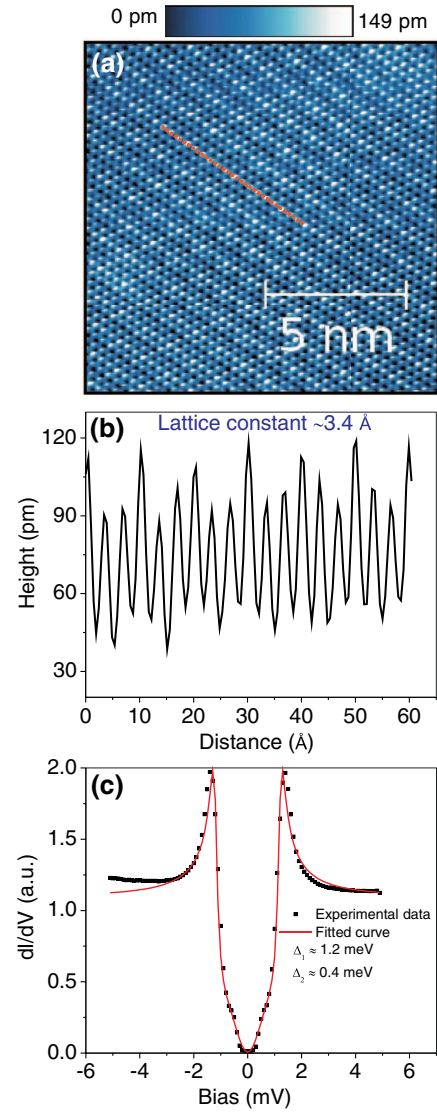 0 pm 149 pm
(a)
5 nm
(b)
Lattice constant ~3.4 Å
120
90
60
30
Height (pm)
0 10 20 30 40 50 60
Distance (Å)
(c)
2.0
1.5
1.0
0.5
0.0
dI/dV (a.u.)
Experimental data
Fitted curve
Δ₁ ≈ 1.2 meV
Δ₂ ≈ 0.4 meV
-6 -4 -2 0 2 4 6
Bias (mV)